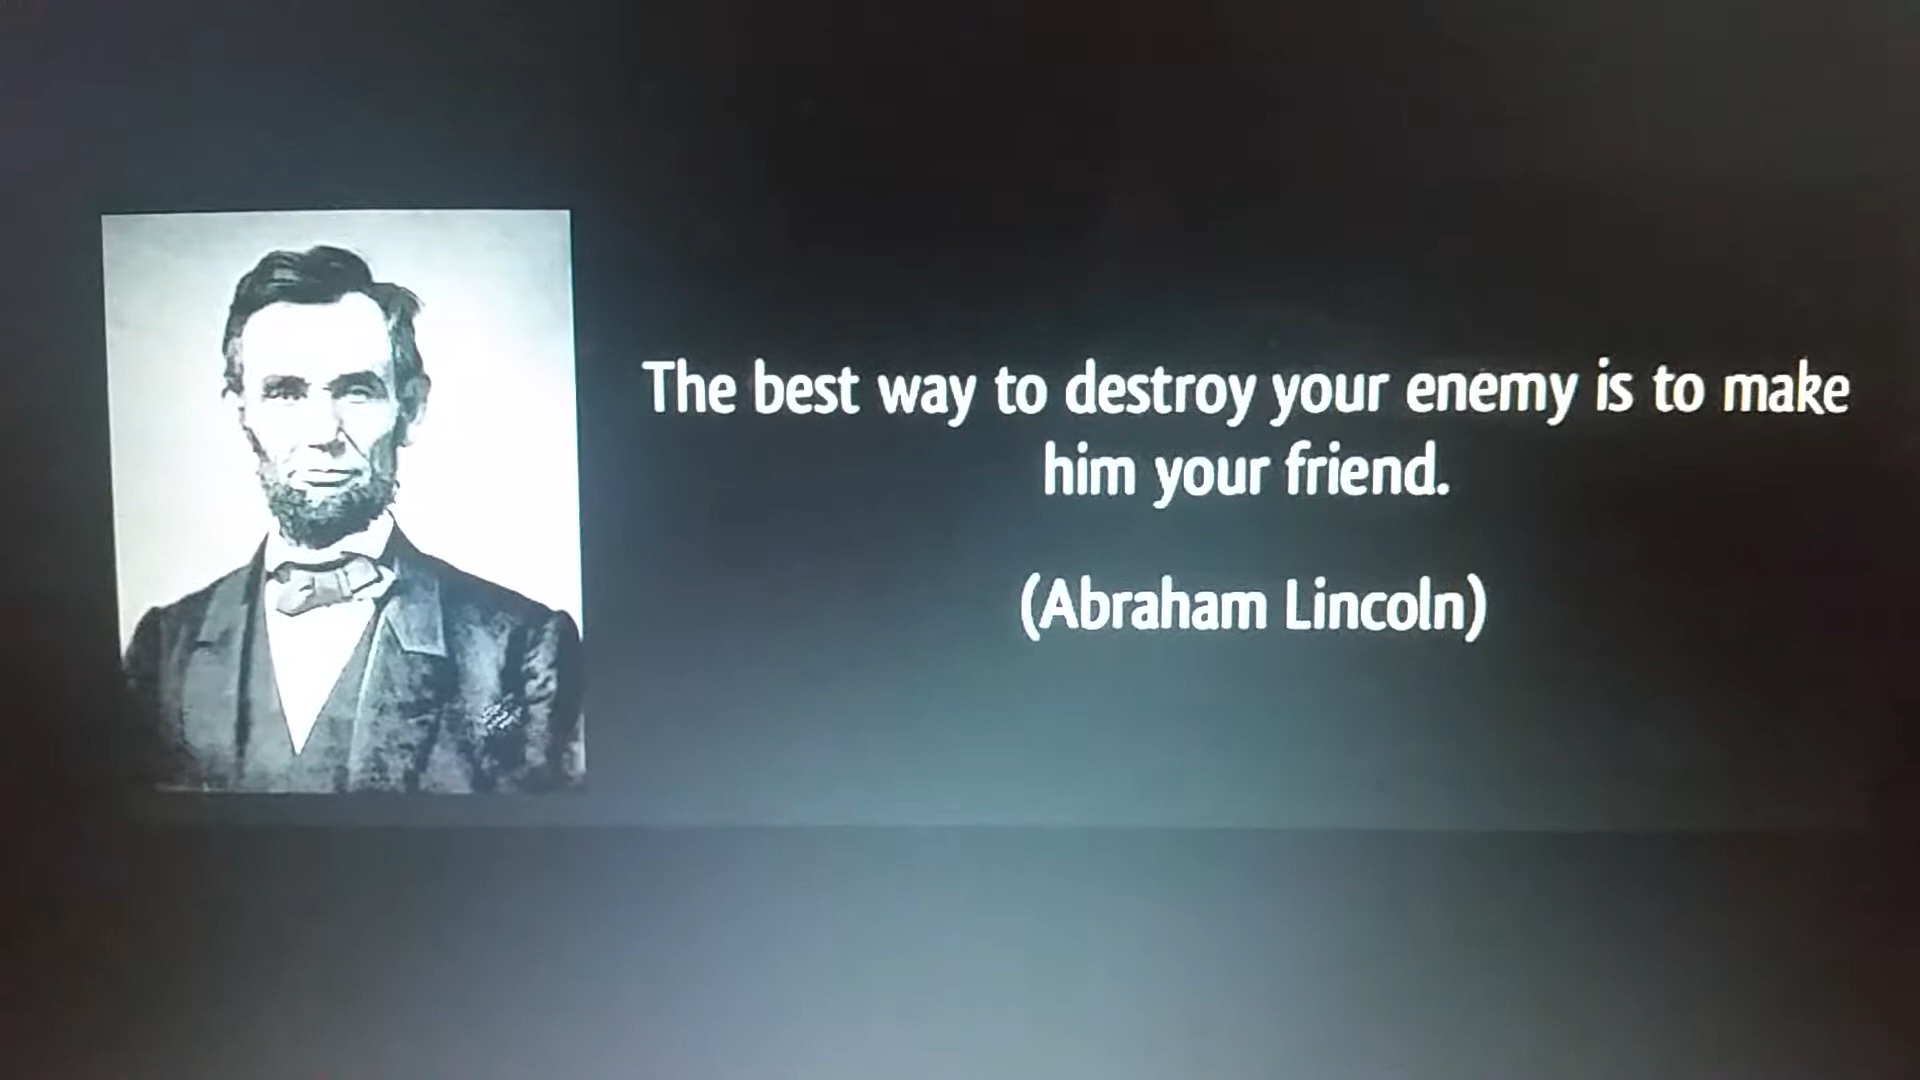 The best way to destroy your enemy is to make
him your friend.
(Abraham Lincoln)